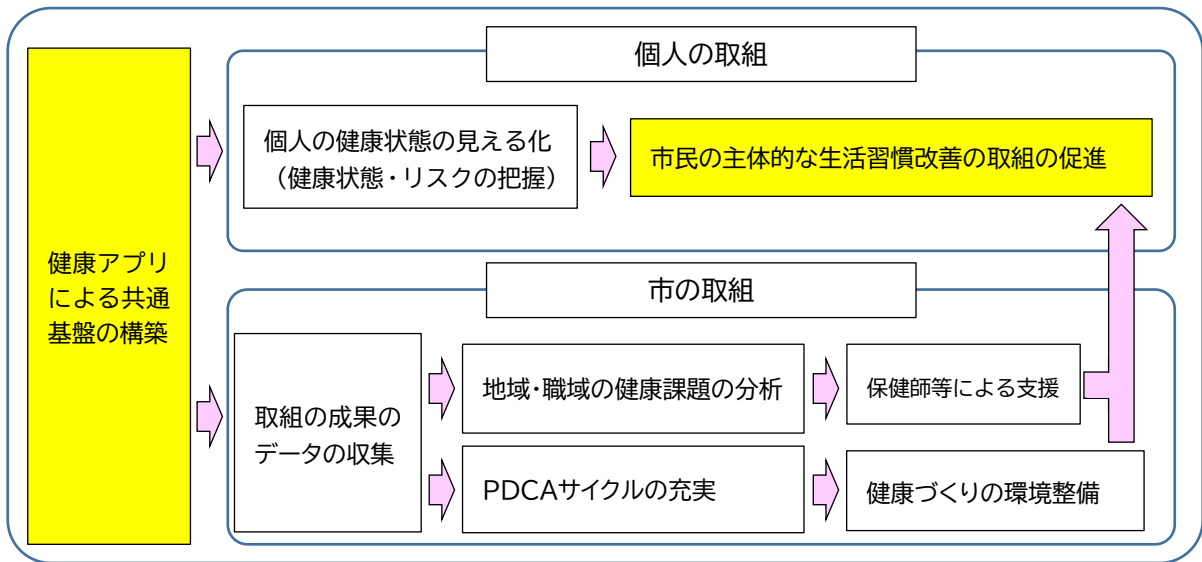 個人の取組
個人の健康状態の見える化
（健康状態・リスクの把握）
市民の主体的な生活習慣改善の取組の促進
健康アプリ
による共通
基盤の構築
市の取組
取組の成果の
データの収集
地域・職域の健康課題の分析
保健師等による支援
PDCAサイクルの充実
健康づくりの環境整備